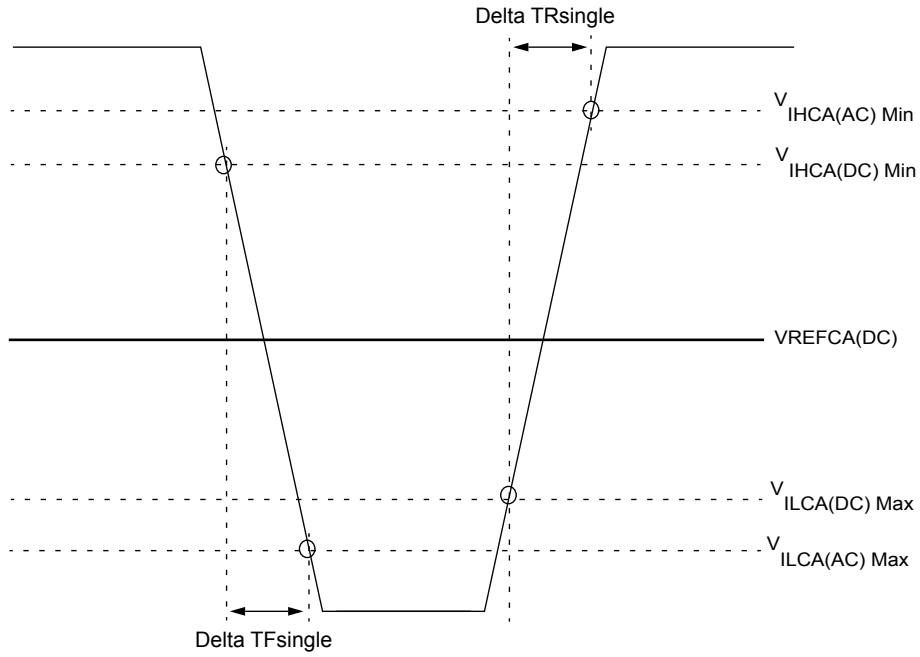 Delta TRsingle
VIHCA(AC) Min
VIHCA(DC) Min
VREFCA(DC)
VILCA(DC) Max
VILCA(AC) Max
Delta TFsingle